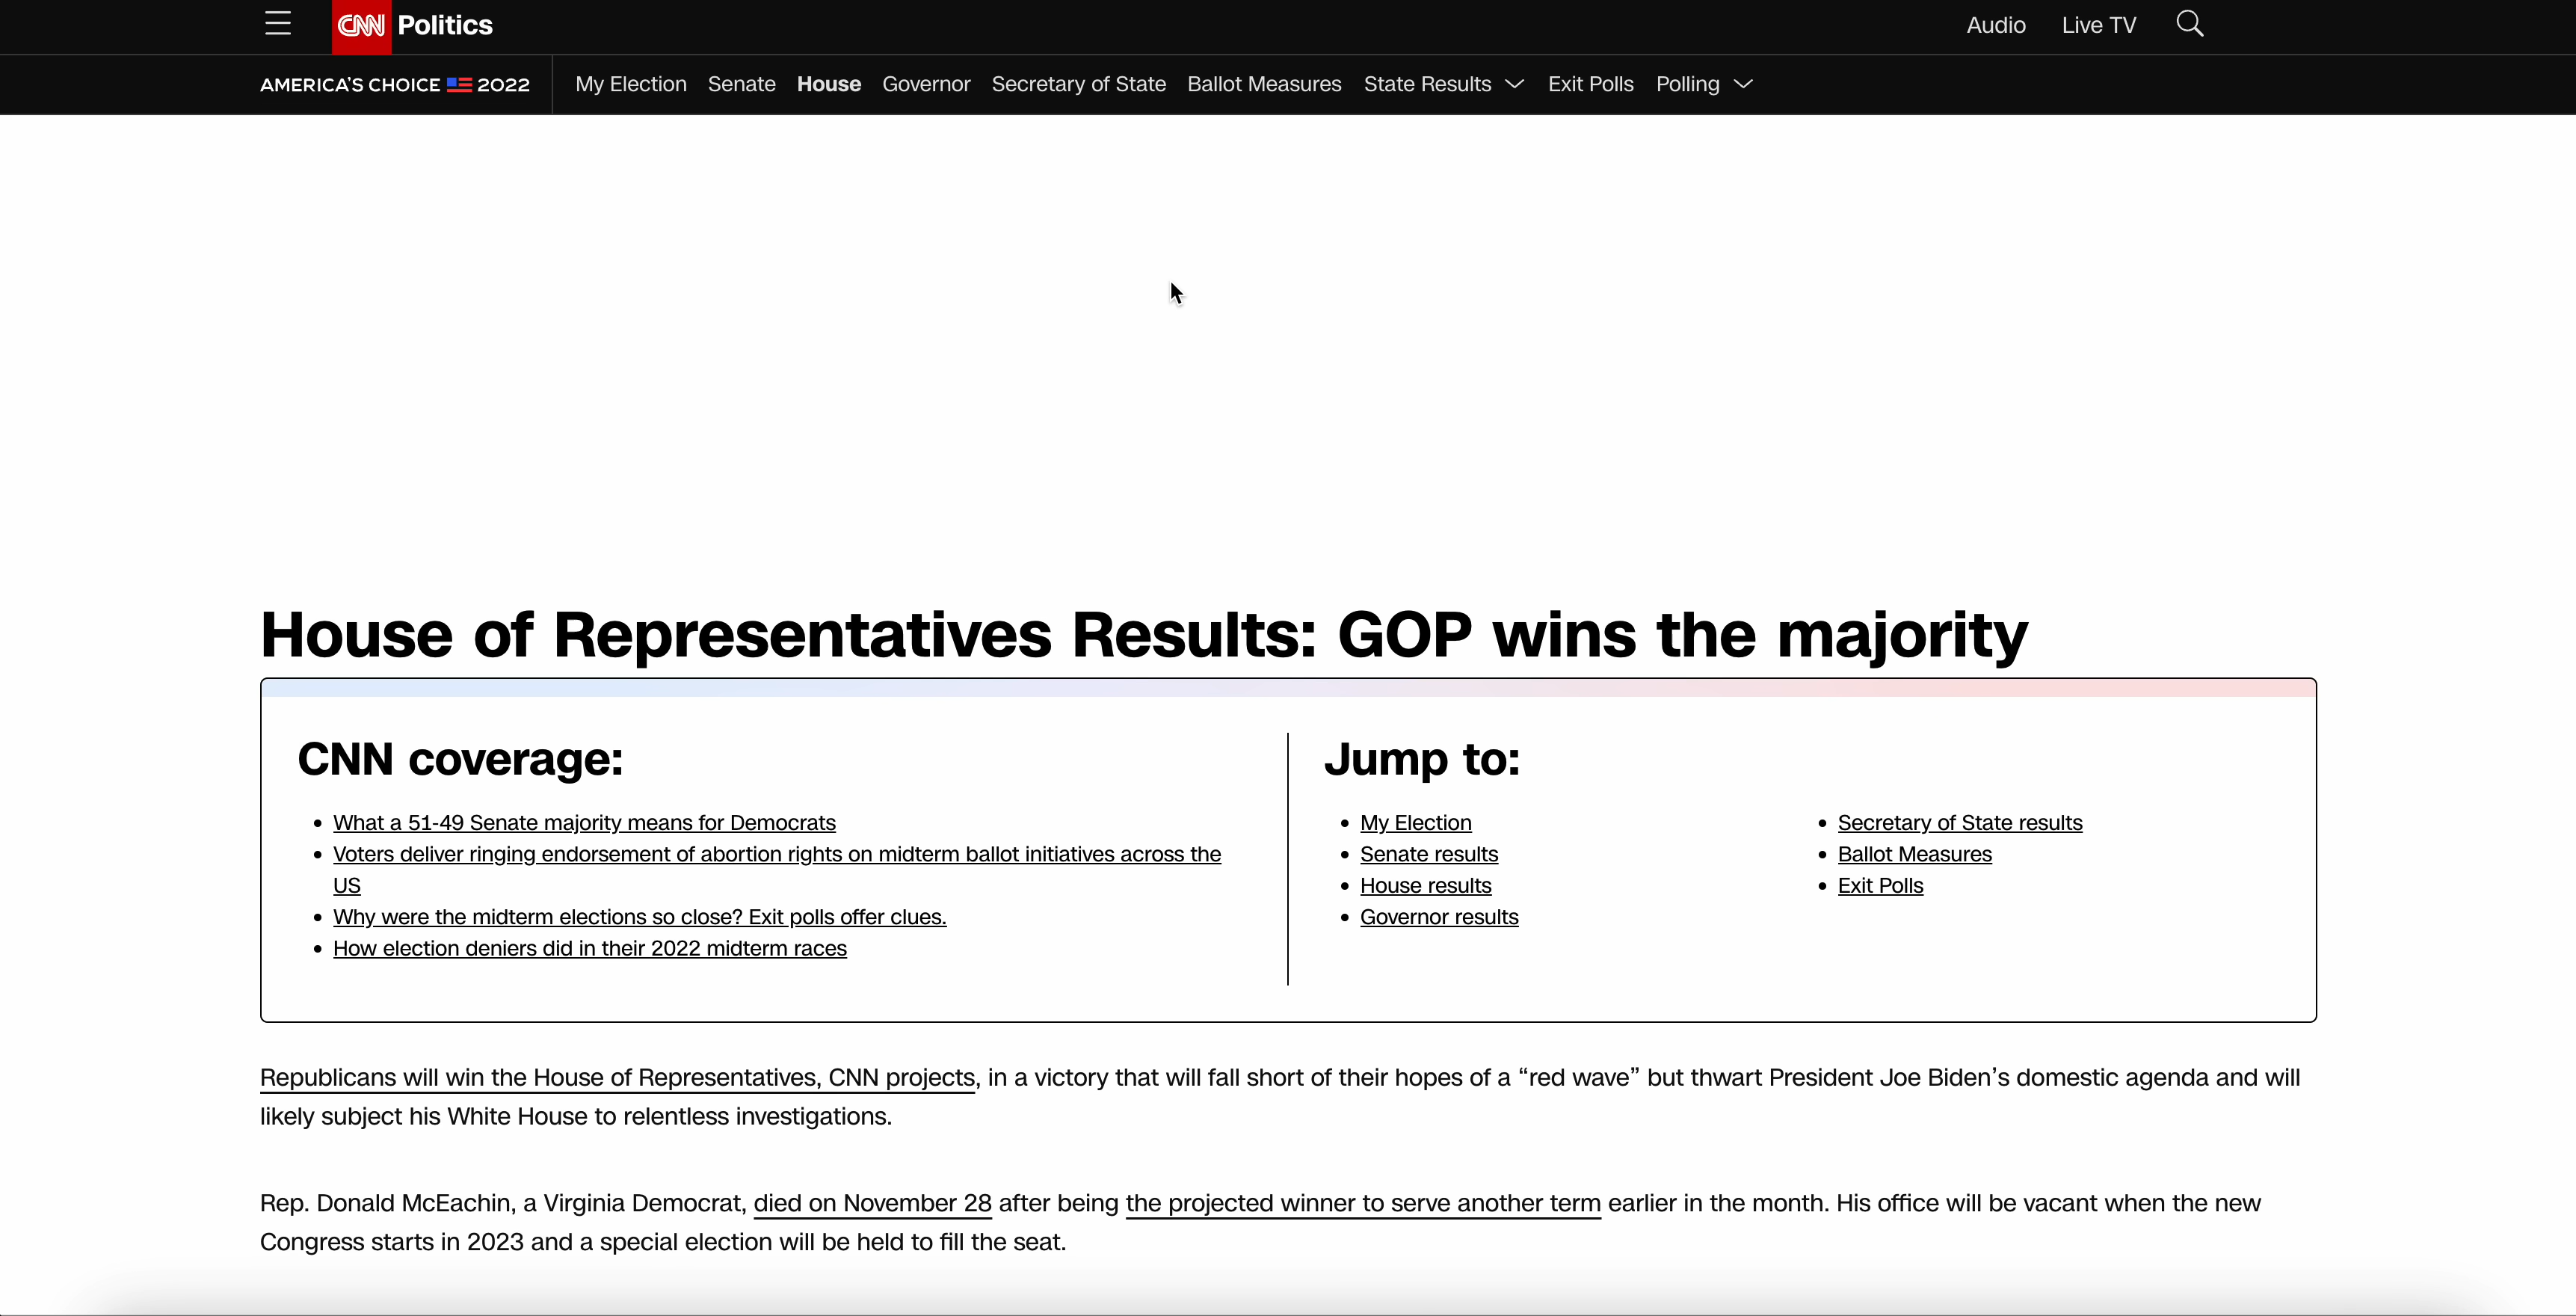 CNN Politics
Audio Live TV
AMERICA'S CHOICE 2022
My Election Senate House Governor Secretary of State Ballot Measures State Results Exit Polls Polling
House of Representatives Results: GOP wins the majority
CNN coverage:
What a 51-49 Senate majority means for Democrats
Voters deliver ringing endorsement of abortion rights on midterm ballot initiatives across the
US
Why were the midterm elections so close? Exit polls offer clues.
How election deniers did in their 2022 midterm races
Jump to:
My Election
Senate results
House results
Governor results
Secretary of State results
Ballot Measures
Exit Polls
Republicans will win the House of Representatives, CNN projects, in a victory that will fall short of their hopes of a “red wave” but thwart President Joe Biden’s domestic agenda and will
likely subject his White House to relentless investigations.
Rep. Donald McEachin, a Virginia Democrat, died on November 28 after being the projected winner to serve another term earlier in the month. His office will be vacant when the new
Congress starts in 2023 and a special election will be held to fill the seat.